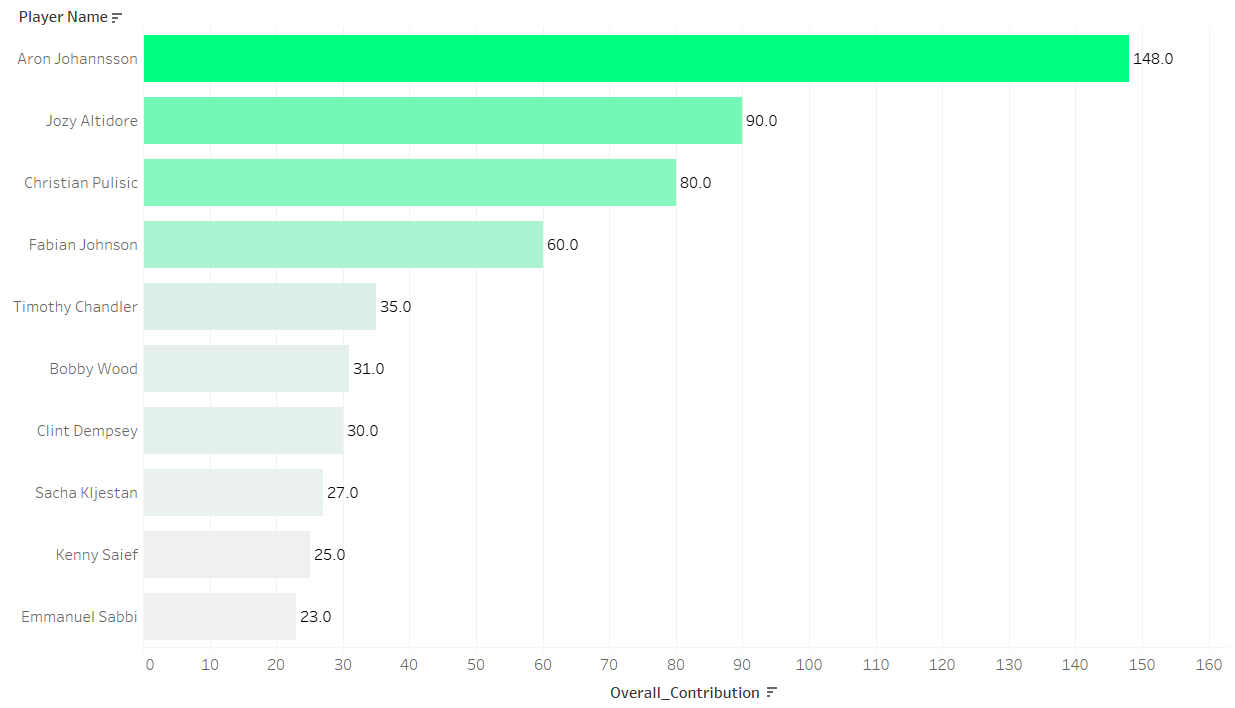 Player Name
Aron Johannsson 148.0
Jozy Altidore 90.0
Christian Pulisic 80.0
Fabian Johnson 60.0
Timothy Chandler 35.0
Bobby Wood 31.0
Clint Dempsey 30.0
Sacha Kljestan 27.0
Kenny Saief 25.0
Emmanuel Sabbi 23.0
0 10 20 30 40 50 60 70 80 90 100 110 120 130 140 150 160
Overall_Contribution